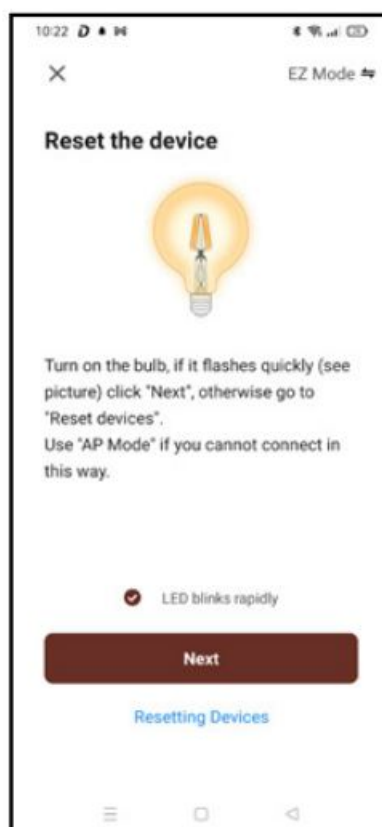 10:22
EZ Mode
Reset the device
Turn on the bulb, if it flashes quickly (see
picture) click "Next", otherwise go to
"Reset devices".
Use "AP Mode" if you cannot connect in
this way.
LED blinks rapidly
Next
Resetting Devices